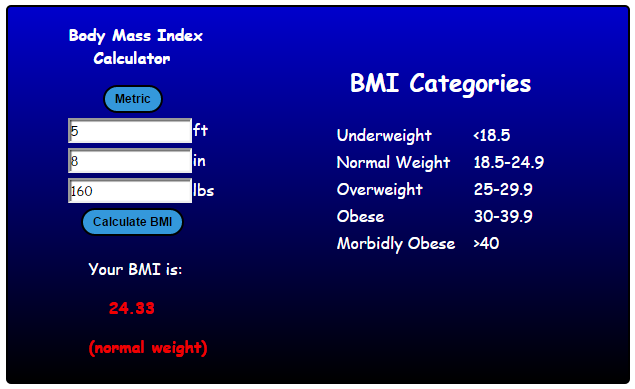 Body Mass Index
Calculator
Metric
5 ft
8 in
160 lbs
Calculate BMI
Your BMI is:
24.33
(normal weight)
BMI Categories
Underweight <18.5
Normal Weight 18.5-24.9
Overweight 25-29.9
Obese 30-39.9
Morbidly Obese >40